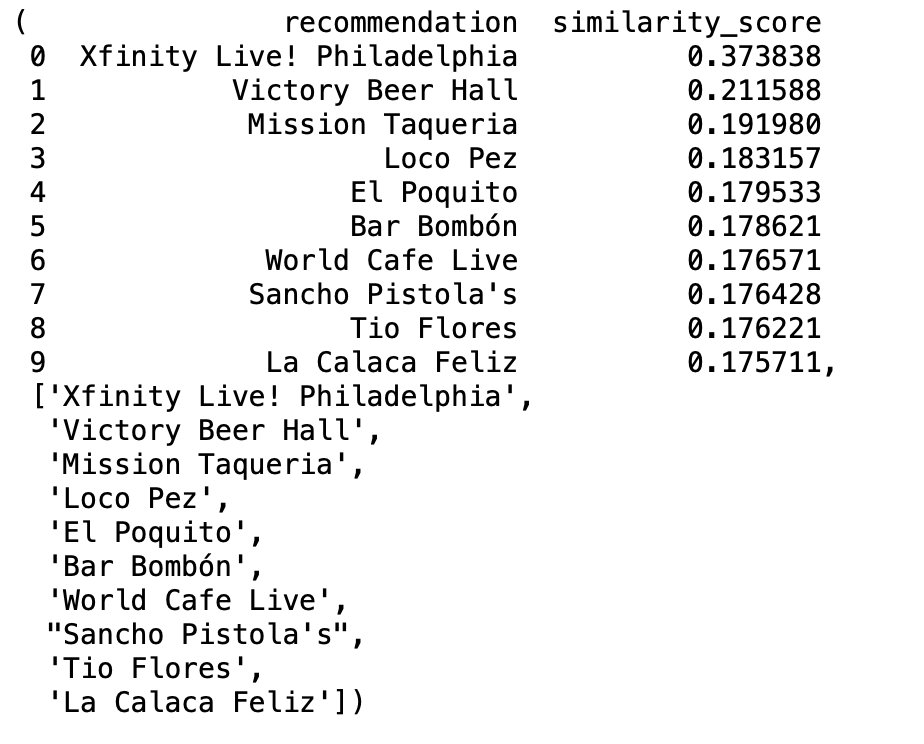 (                recommendation  similarity_score
 0  Xfinity Live! Philadelphia          0.373838
 1           Victory Beer Hall          0.211588
 2            Mission Taqueria          0.191980
 3                    Loco Pez          0.183157
 4                  El Poquito          0.179533
 5                  Bar Bombón          0.178621
 6             World Cafe Live          0.176571
 7            Sancho Pistola's          0.176428
 8                  Tio Flores          0.176221
 9             La Calaca Feliz          0.175711,
 ['Xfinity Live! Philadelphia',
  'Victory Beer Hall',
  'Mission Taqueria',
  'Loco Pez',
  'El Poquito',
  'Bar Bombón',
  'World Cafe Live',
  "Sancho Pistola's",
  'Tio Flores',
  'La Calaca Feliz'])